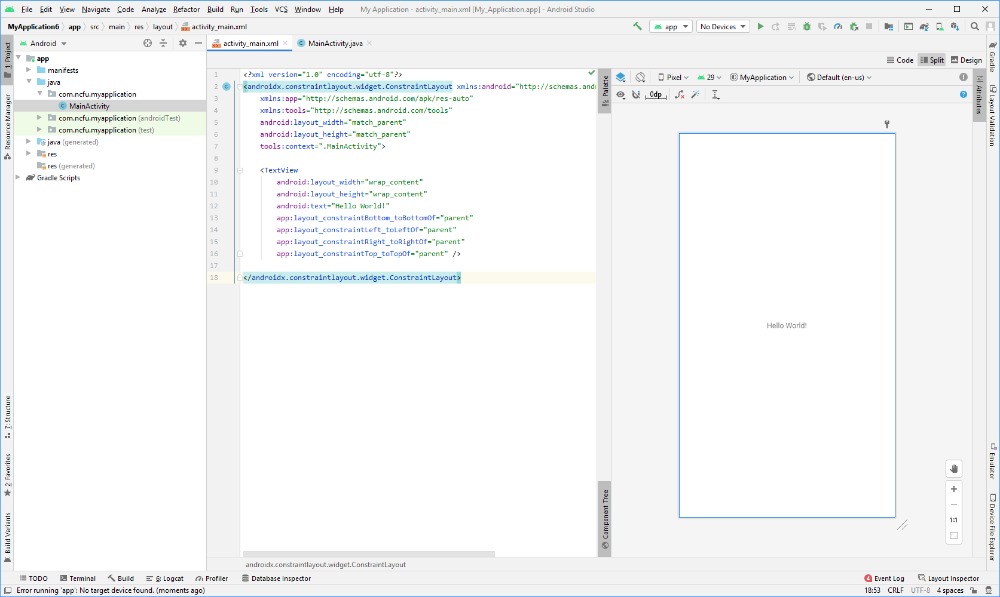 File Edit View Navigate Code Analyze Refactor Build Run Tools VCS Window Help My Application - activity_main.xml [My_Application.app] - Android Studio
MyApplication6 app src main res layout activity_main.xml app No Devices
Android activity_main.xml MainActivity.java
1: Project
Resource Manager
7: Structure
2: Favorites
Build Variants
app
manifests
java
com.ncfu.myapplication
MainActivity
com.ncfu.myapplication (androidTest)
com.ncfu.myapplication (test)
java (generated)
res
res (generated)
Gradle Scripts
Code Split Design
1 <?xml version="1.0" encoding="utf-8"?>
2 <androidx.constraintlayout.widget.ConstraintLayout xmlns:android="http://schemas.and
3 xmlns:app="http://schemas.android.com/apk/res-auto"
4 xmlns:tools="http://schemas.android.com/tools"
5 android:layout_width="match_parent"
6 android:layout_height="match_parent"
7 tools:context=".MainActivity">
8
9 <TextView
10 android:layout_width="wrap_content"
11 android:layout_height="wrap_content"
12 android:text="Hello World!"
13 app:layout_constraintBottom_toBottomOf="parent"
14 app:layout_constraintLeft_toLeftOf="parent"
15 app:layout_constraintRight_toRightOf="parent"
16 app:layout_constraintTop_toTopOf="parent" />
17
18 </androidx.constraintlayout.widget.ConstraintLayout>
androidx.constraintlayout.widget.ConstraintLayout
Palette
Component Tree
Pixel 29 MyApplication Default (en-us)
0dp
Hello World!
1:1
Attributes
Gradle
Layout Validation
Emulator
Device File Explorer
TODO Terminal Build 6: Logcat Profiler Database Inspector 4 Event Log Layout Inspector
Error running 'app': No target device found. (moments ago) 18:53 CRLF UTF-8 4 spaces